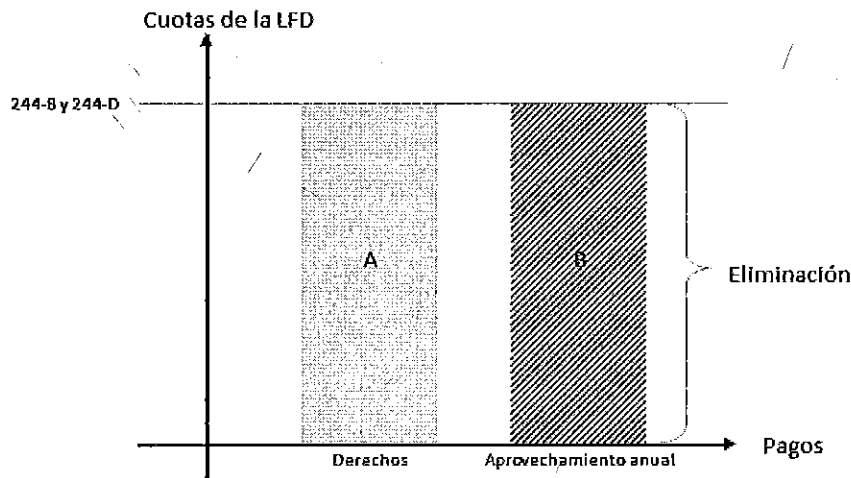 Cuotas de la LFD
244-B y 244-D
A
B
Eliminación
Pagos
Derechos
Aprovechamiento anual